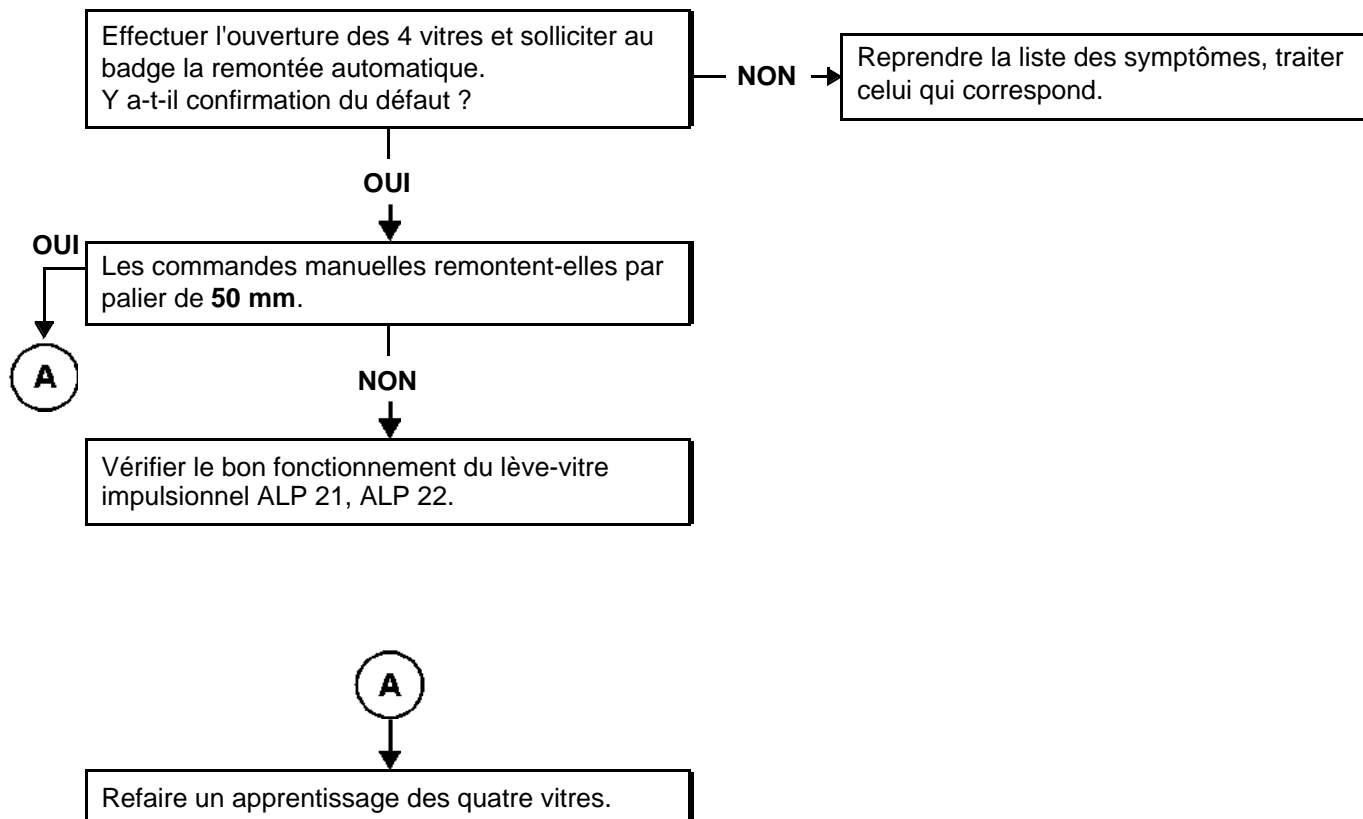 Effectuer l'ouverture des 4 vitres et solliciter au
badge la remontée automatique.
Y a-t-il confirmation du défaut ?
NON
Reprendre la liste des symptômes, traiter
celui qui correspond.
OUI
OUI
Les commandes manuelles remontent-elles par
palier de 50 mm.
A
NON
Vérifier le bon fonctionnement du lève-vitre
impulsionnel ALP 21, ALP 22.
A
Refaire un apprentissage des quatre vitres.